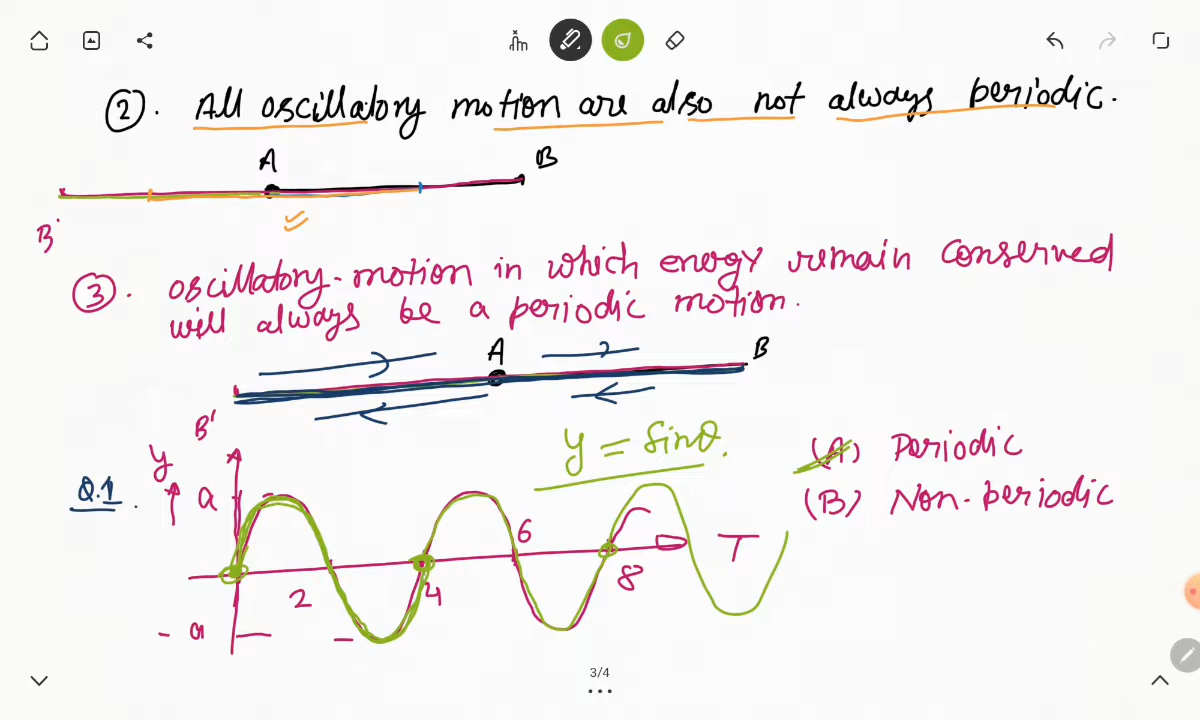 ②. All oscillatory motion are also not always periodic.
A B
B'
③. oscillatory-motion in which energy remain conserved
will always be a periodic motion.
A B
B'
y = sinθ.
(A) Periodic
Q.1. y
a
(B) Non-periodic
6
T
2 4 8
- a
3/4